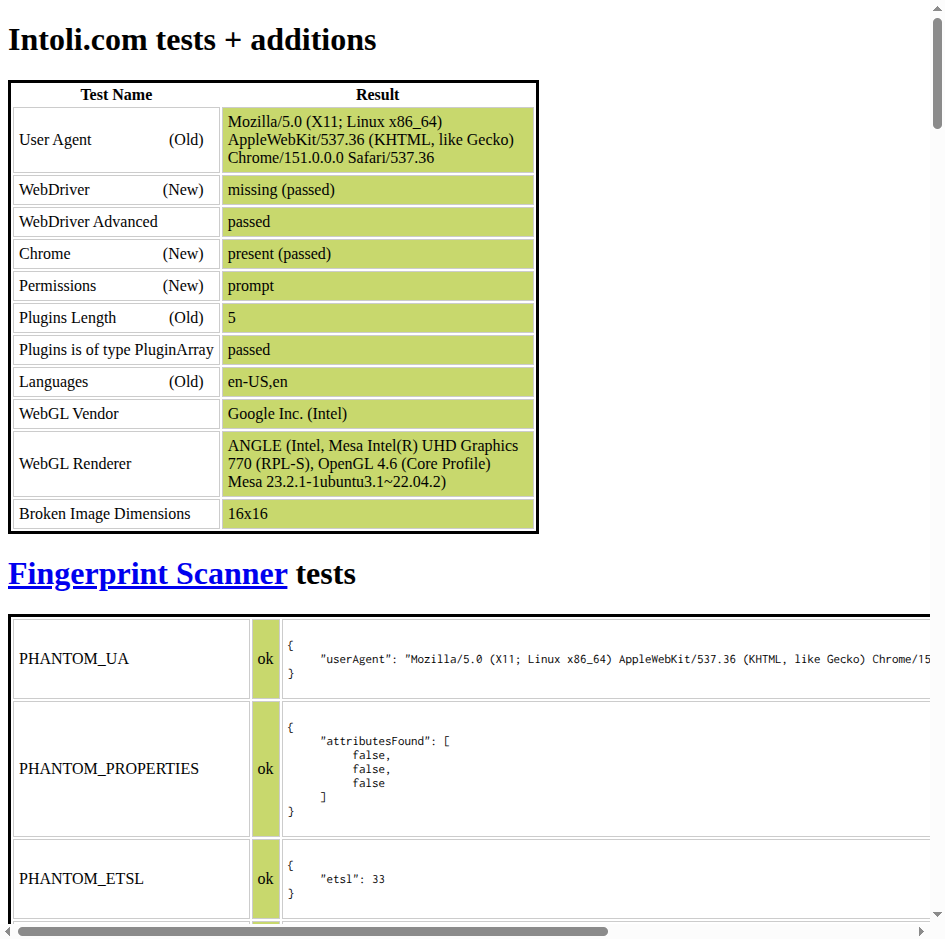 Intoli.com tests + additions
Test Name Result
User Agent (Old) Mozilla/5.0 (X11; Linux x86_64)
AppleWebKit/537.36 (KHTML, like Gecko)
Chrome/151.0.0.0 Safari/537.36
WebDriver (New) missing (passed)
WebDriver Advanced passed
Chrome (New) present (passed)
Permissions (New) prompt
Plugins Length (Old) 5
Plugins is of type PluginArray passed
Languages (Old) en-US,en
WebGL Vendor Google Inc. (Intel)
WebGL Renderer ANGLE (Intel, Mesa Intel(R) UHD Graphics
770 (RPL-S), OpenGL 4.6 (Core Profile)
Mesa 23.2.1-1ubuntu3.1~22.04.2)
Broken Image Dimensions 16x16
Fingerprint Scanner tests
PHANTOM_UA ok {
"userAgent": "Mozilla/5.0 (X11; Linux x86_64) AppleWebKit/537.36 (KHTML, like Gecko) Chrome/15
}
PHANTOM_PROPERTIES ok {
"attributesFound": [
false,
false,
false
]
}
PHANTOM_ETSL ok {
"etsl": 33
}